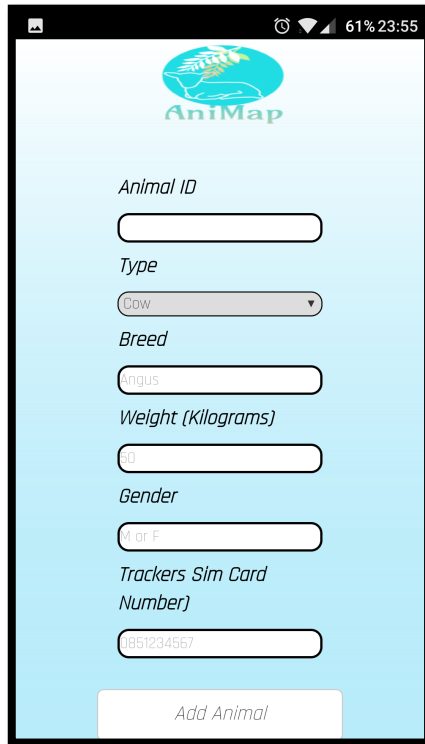 61% 23:55
AniMap
Animal ID
Type
Cow
Breed
Angus
Weight (Kilograms)
50
Gender
M or F
Trackers Sim Card
Number)
0851234567
Add Animal